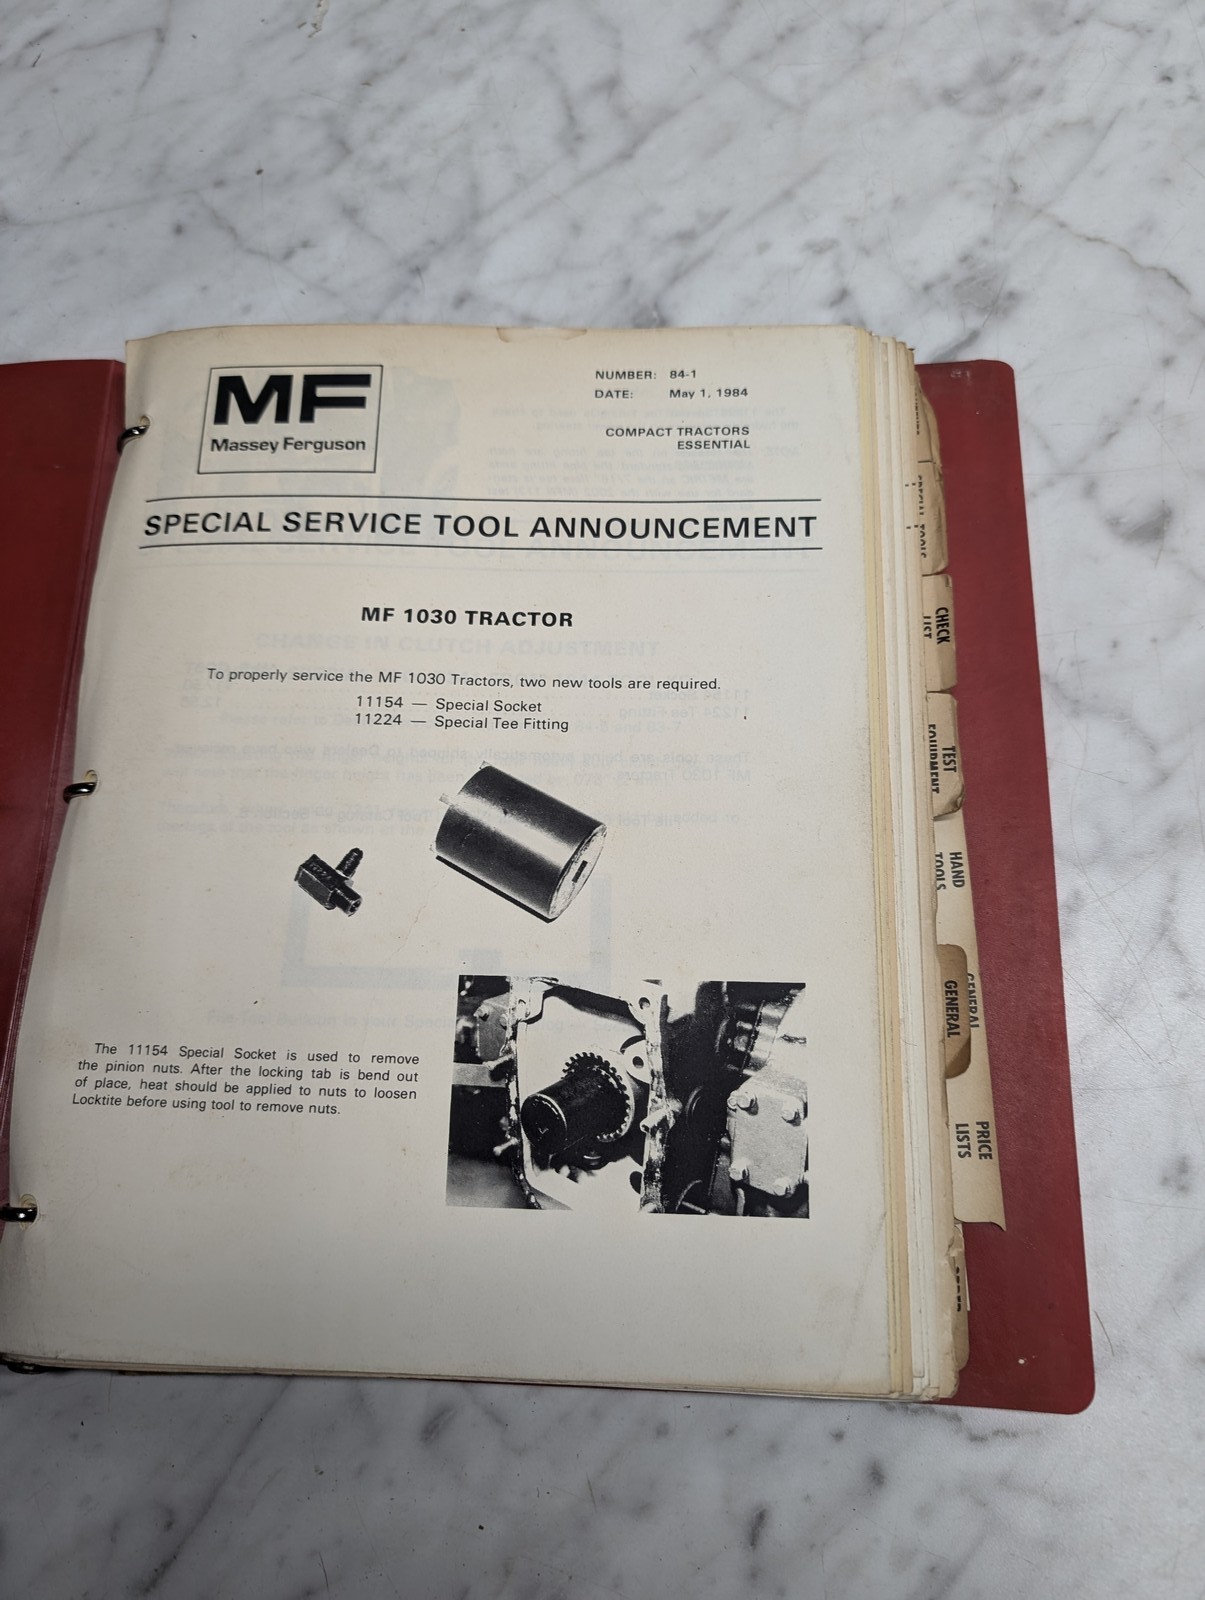 MF
Massey Ferguson
NUMBER: 84-1
DATE: May 1, 1984
COMPACT TRACTORS
ESSENTIAL
SPECIAL SERVICE TOOL ANNOUNCEMENT
MF 1030 TRACTOR
To properly service the MF 1030 Tractors, two new tools are required.
11154 — Special Socket
11224 — Special Tee Fitting
The 11154 Special Socket is used to remove
the pinion nuts. After the locking tab is bend out
of place, heat should be applied to nuts to loosen
Locktite before using tool to remove nuts.
SPECIAL TOOLS
CHECK
LIST
TEST
EQUIPMENT
HAND
TOOLS
GENERAL
GENERAL
PRICE
LISTS